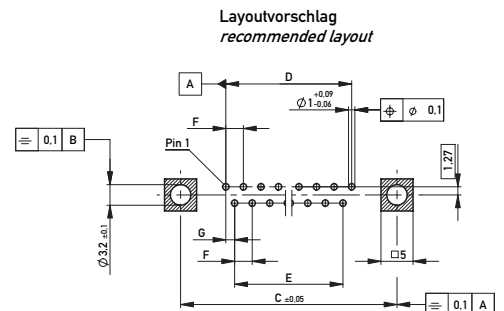 Layoutvorschlag
recommended layout
A
D
Ø1 +0,09 -0,06
⌖ ø 0,1
F
⌯ 0,1 B
Pin 1
1.27
Ø3,2 ±0,1
G
F
E
□5
C ±0,05
⌯ 0,1 A